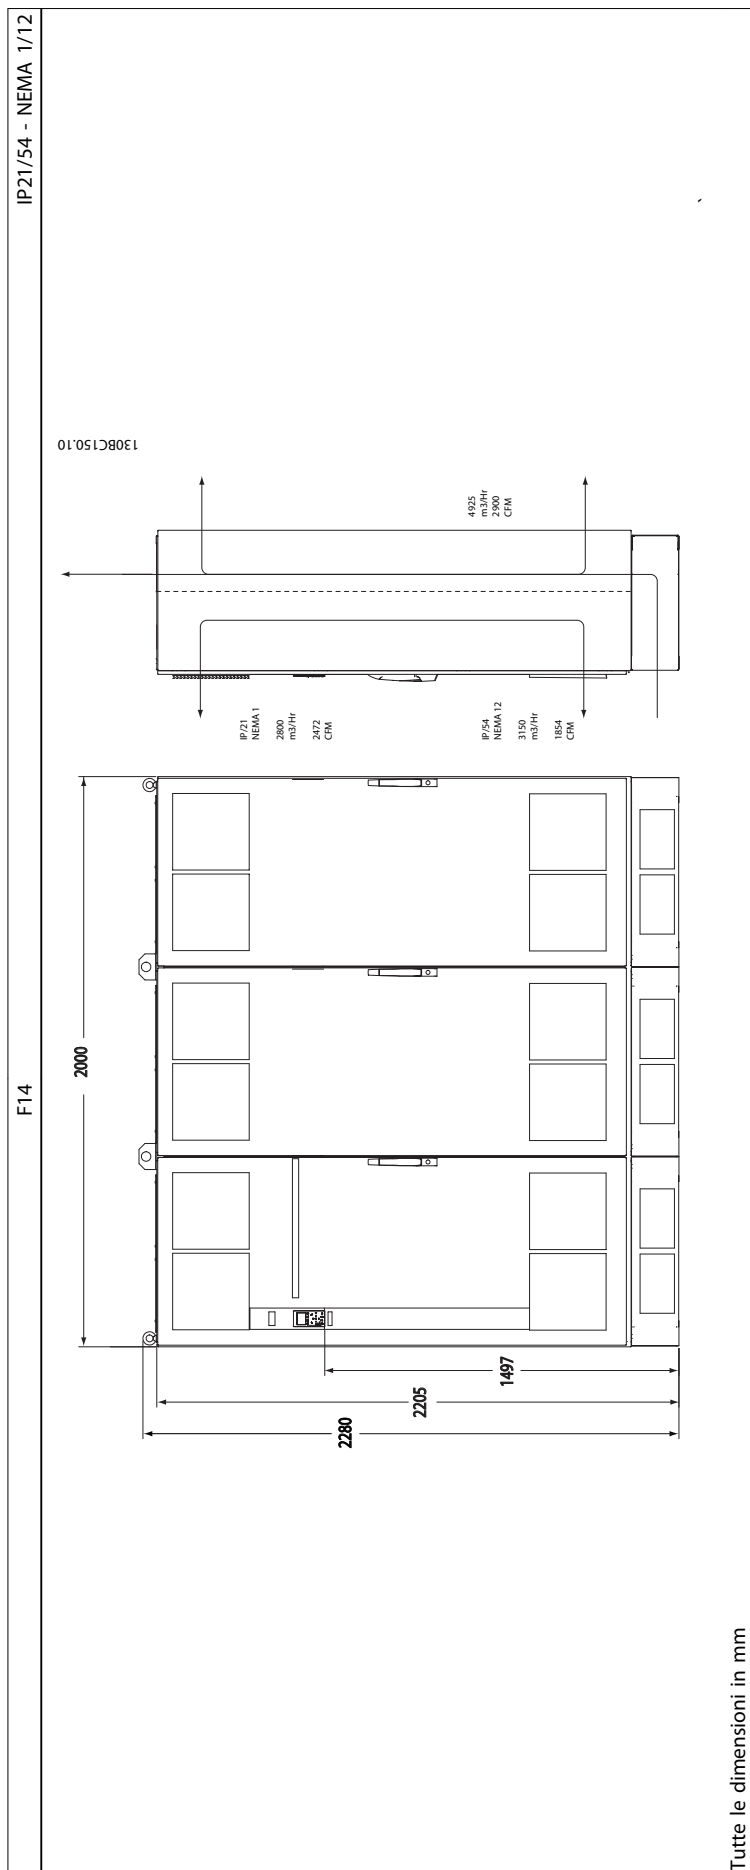 F14
IP21/54 - NEMA 1/12
130BC150.10
2000
IP/21
NEMA 1
2800
m3/Hr
2472
CFM
IP/54
NEMA 12
3150
m3/Hr
1854
CFM
4925
m3/Hr
2900
CFM
2280
2205
1497
Tutte le dimensioni in mm